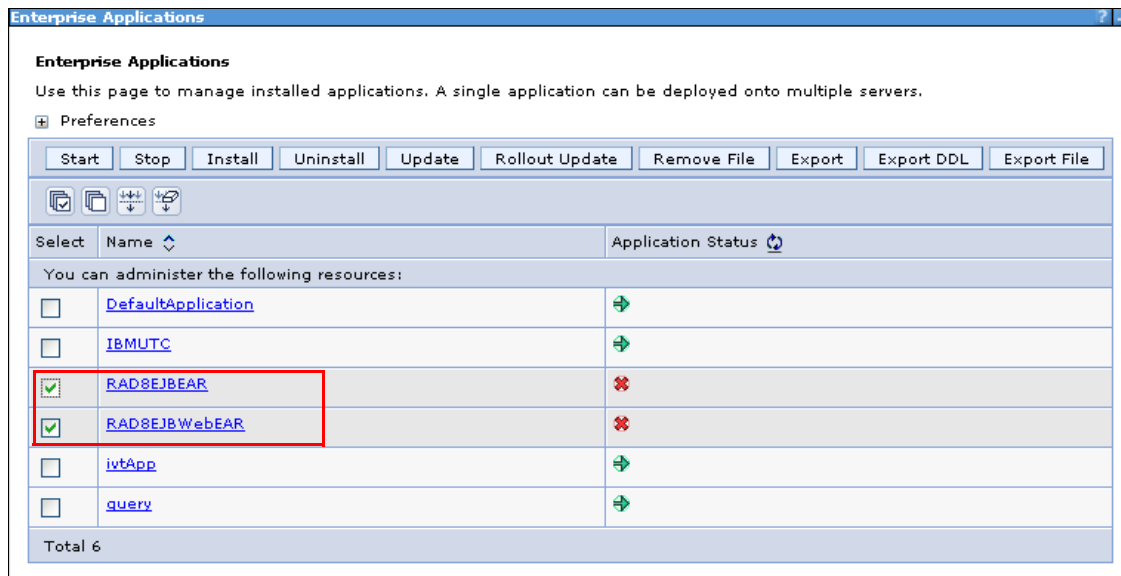 Enterprise Applications ?
Enterprise Applications
Use this page to manage installed applications. A single application can be deployed onto multiple servers.
Preferences
Start Stop Install Uninstall Update Rollout Update Remove File Export Export DDL Export File
Select Name Application Status
You can administer the following resources:
DefaultApplication
IBMUTC
RAD8EJBEAR
RAD8EJBWebEAR
ivtApp
query
Total 6